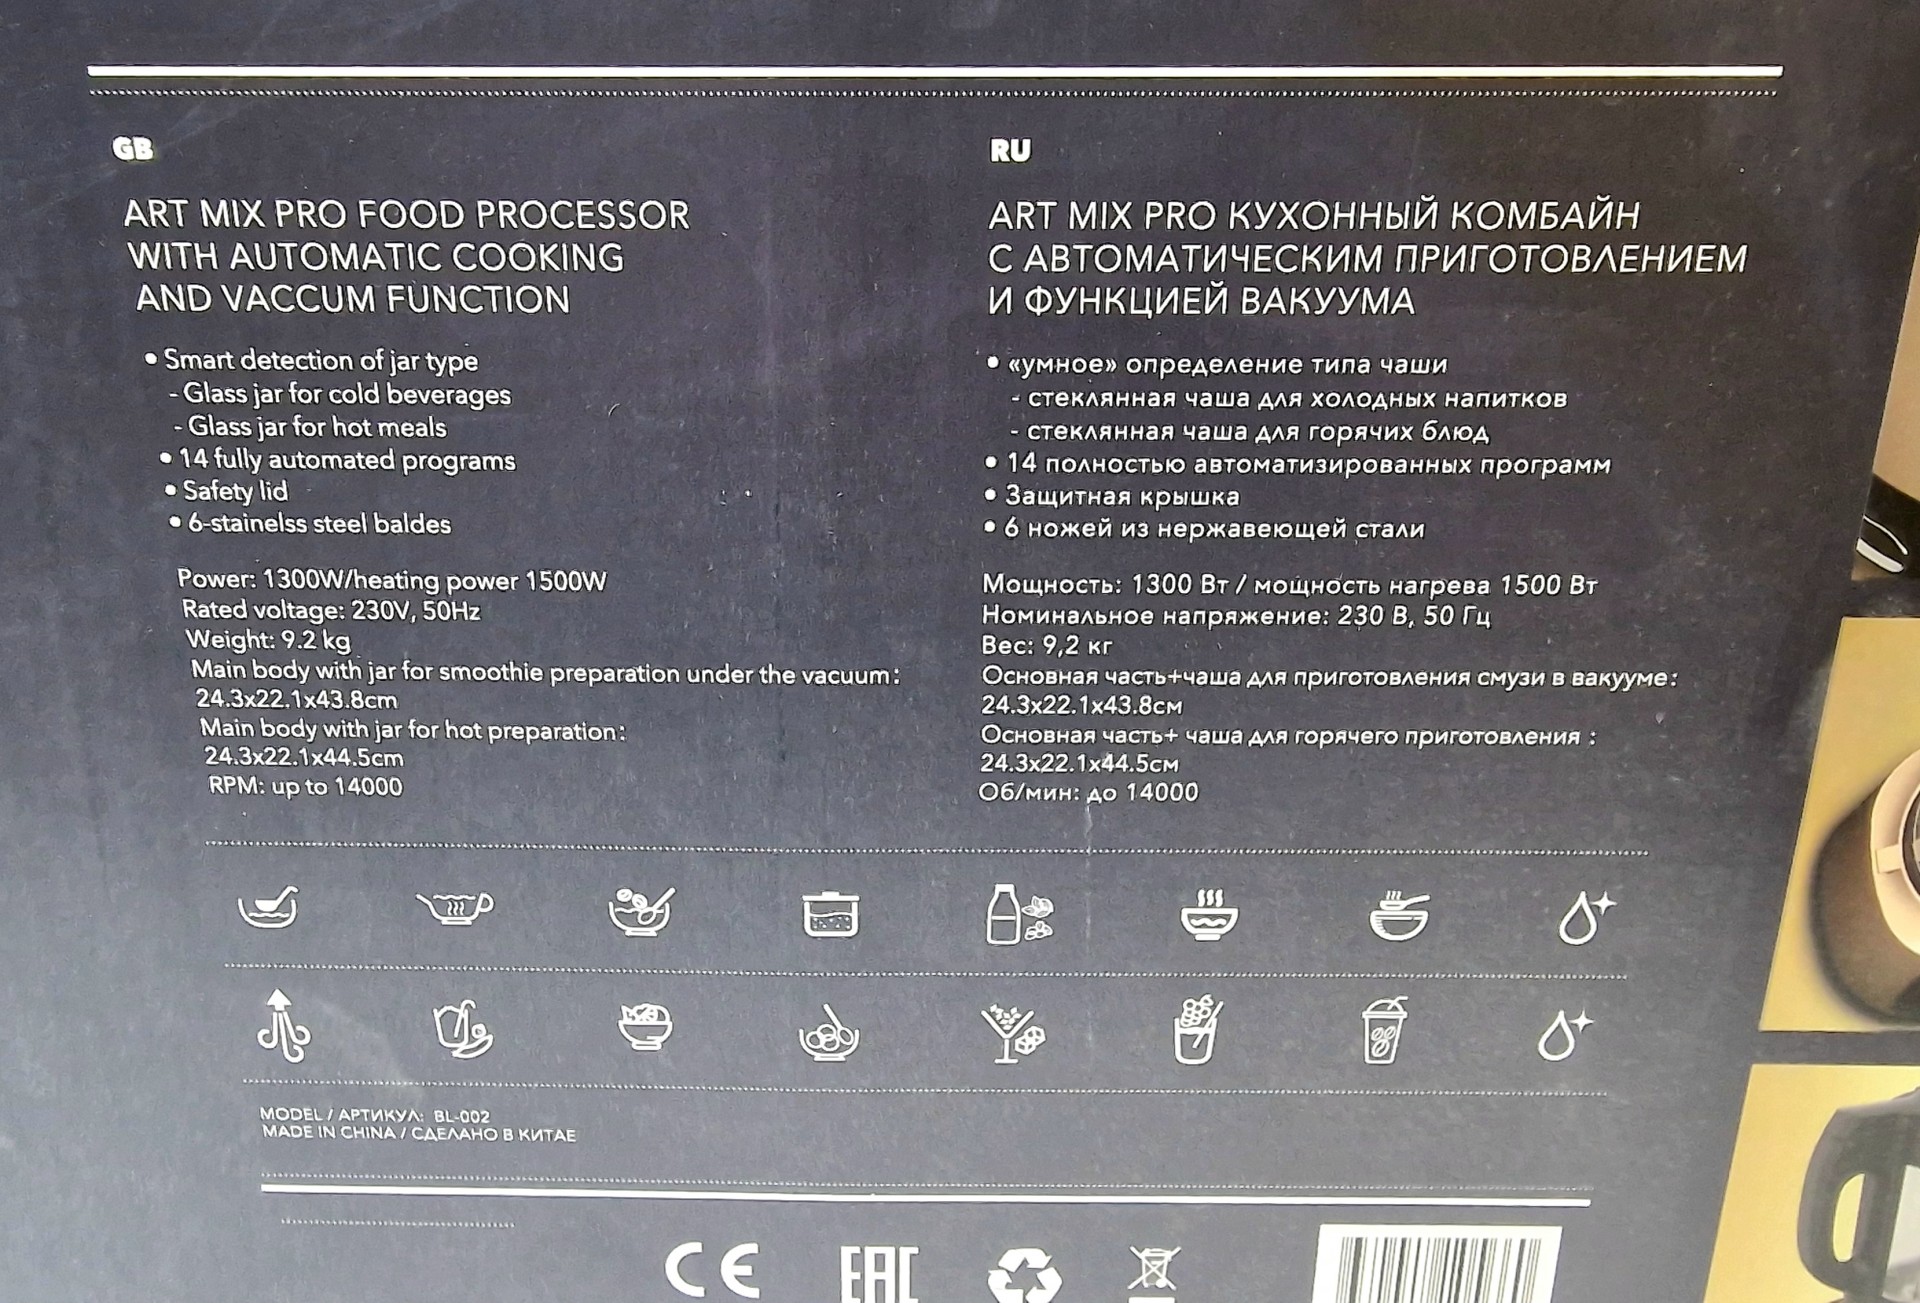 GB
ART MIX PRO FOOD PROCESSOR
WITH AUTOMATIC COOKING
AND VACCUM FUNCTION
• Smart detection of jar type
- Glass jar for cold beverages
- Glass jar for hot meals
• 14 fully automated programs
• Safety lid
• 6-stainelss steel baldes
Power: 1300W/heating power 1500W
Rated voltage: 230V, 50Hz
Weight: 9.2 kg
Main body with jar for smoothie preparation under the vacuum:
24.3x22.1x43.8cm
Main body with jar for hot preparation:
24.3x22.1x44.5cm
RPM: up to 14000
RU
ART MIX PRO КУХОННЫЙ КОМБАЙН
С АВТОМАТИЧЕСКИМ ПРИГОТОВЛЕНИЕМ
И ФУНКЦИЕЙ ВАКУУМА
• «умное» определение типа чаши
- стеклянная чаша для холодных напитков
- стеклянная чаша для горячих блюд
• 14 полностью автоматизированных программ
• Защитная крышка
• 6 ножей из нержавеющей стали
Мощность: 1300 Вт / мощность нагрева 1500 Вт
Номинальное напряжение: 230 В, 50 Гц
Вес: 9,2 кг
Основная часть+чаша для приготовления смузи в вакууме:
24.3x22.1x43.8см
Основная часть+ чаша для горячего приготовления :
24.3x22.1x44.5см
Об/мин: до 14000
MODEL / АРТИКУЛ: BL-002
MADE IN CHINA / СДЕЛАНО В КИТАЕ
CE EAC